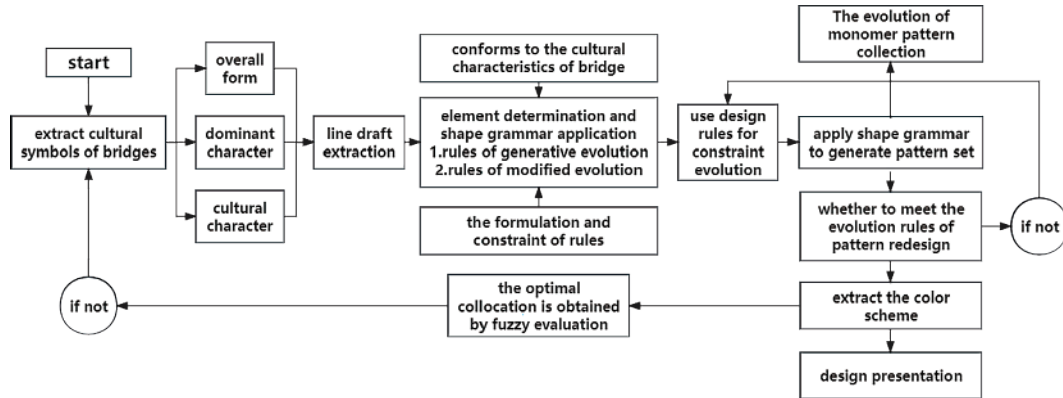 start
extract cultural
symbols of bridges
overall
form
dominant
character
cultural
character
line draft
extraction
conforms to the cultural
characteristics of bridge
element determination and
shape grammar application
1.rules of generative evolution
2.rules of modified evolution
the formulation and
constraint of rules
use design
rules for
constraint
evolution
The evolution of
monomer pattern
collection
apply shape grammar
to generate pattern set
whether to meet the
evolution rules of
pattern redesign
if not
extract the color
scheme
the optimal
collocation is obtained
by fuzzy evaluation
if not
design presentation